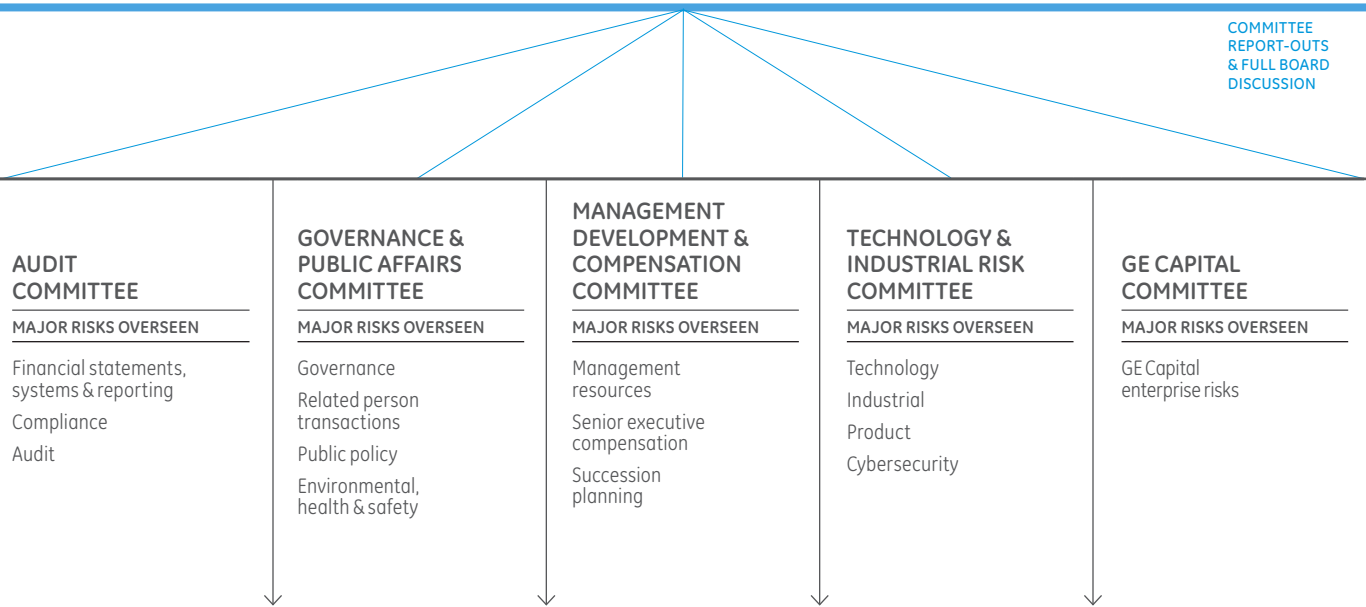 COMMITTEE
REPORT-OUTS
& FULL BOARD
DISCUSSION
AUDIT
COMMITTEE
MAJOR RISKS OVERSEEN
Financial statements,
systems & reporting
Compliance
Audit
GOVERNANCE &
PUBLIC AFFAIRS
COMMITTEE
MAJOR RISKS OVERSEEN
Governance
Related person
transactions
Public policy
Environmental,
health & safety
MANAGEMENT
DEVELOPMENT &
COMPENSATION
COMMITTEE
MAJOR RISKS OVERSEEN
Management
resources
Senior executive
compensation
Succession
planning
TECHNOLOGY &
INDUSTRIAL RISK
COMMITTEE
MAJOR RISKS OVERSEEN
Technology
Industrial
Product
Cybersecurity
GE CAPITAL
COMMITTEE
MAJOR RISKS OVERSEEN
GE Capital
enterprise risks